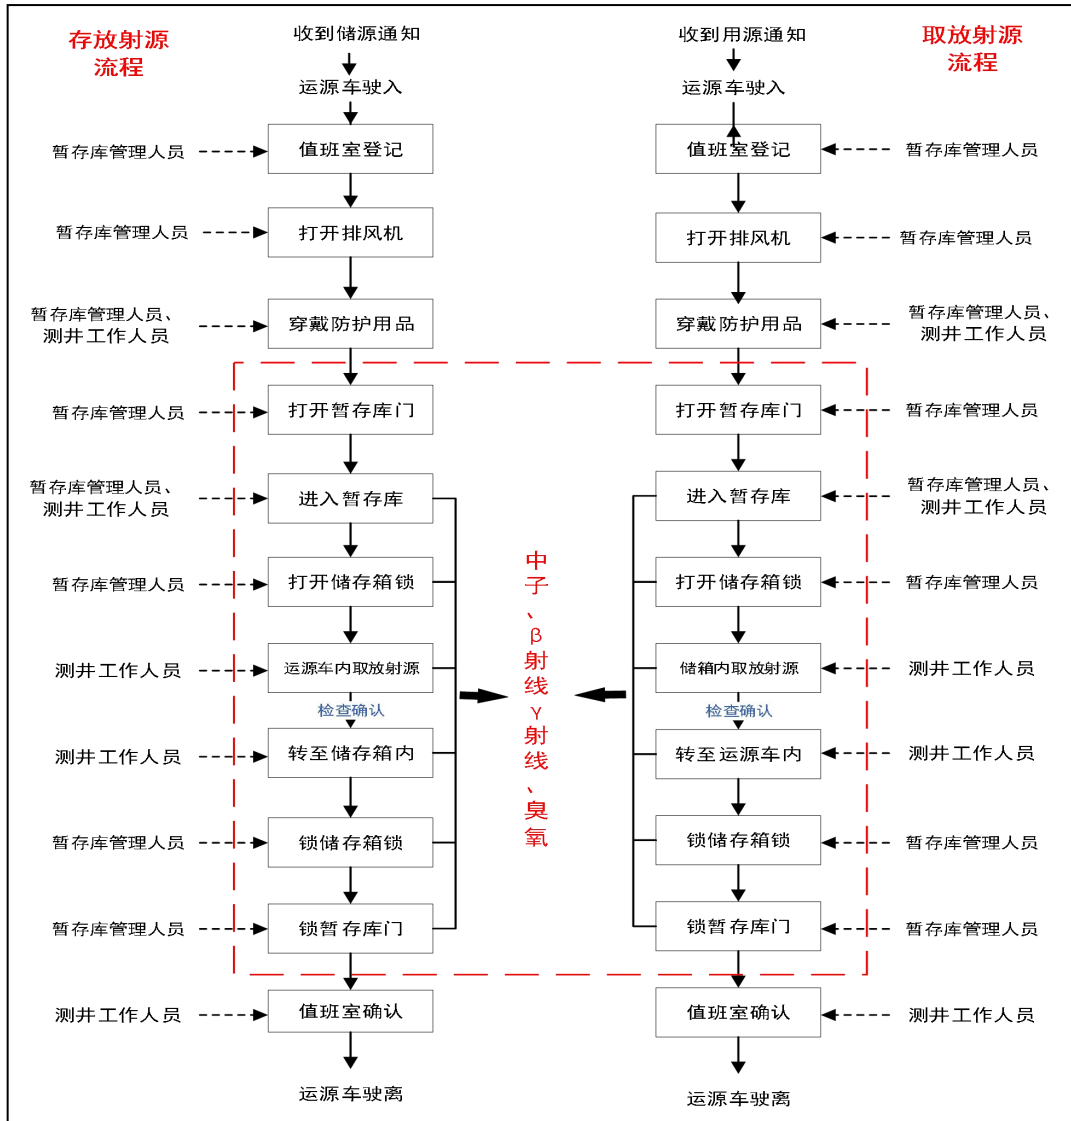 存放射源
流程
收到储源通知
运源车驶入
暂存库管理人员
值班室登记
暂存库管理人员
打开排风机
暂存库管理人员、
测井工作人员
穿戴防护用品
暂存库管理人员
打开暂存库门
暂存库管理人员、
测井工作人员
进入暂存库
暂存库管理人员
打开储存箱锁
测井工作人员
运源车内取放射源
检查确认
测井工作人员
转至储存箱内
暂存库管理人员
锁储存箱锁
暂存库管理人员
锁暂存库门
测井工作人员
值班室确认
运源车驶离
中子、β射线γ射线、臭氧
取放射源
流程
收到用源通知
运源车驶入
值班室登记
暂存库管理人员
打开排风机
暂存库管理人员
穿戴防护用品
暂存库管理人员、
测井工作人员
打开暂存库门
暂存库管理人员
进入暂存库
暂存库管理人员、
测井工作人员
打开储存箱锁
暂存库管理人员
储箱内取放射源
测井工作人员
检查确认
转至运源车内
测井工作人员
锁储存箱锁
暂存库管理人员
锁暂存库门
暂存库管理人员
值班室确认
测井工作人员
运源车驶离